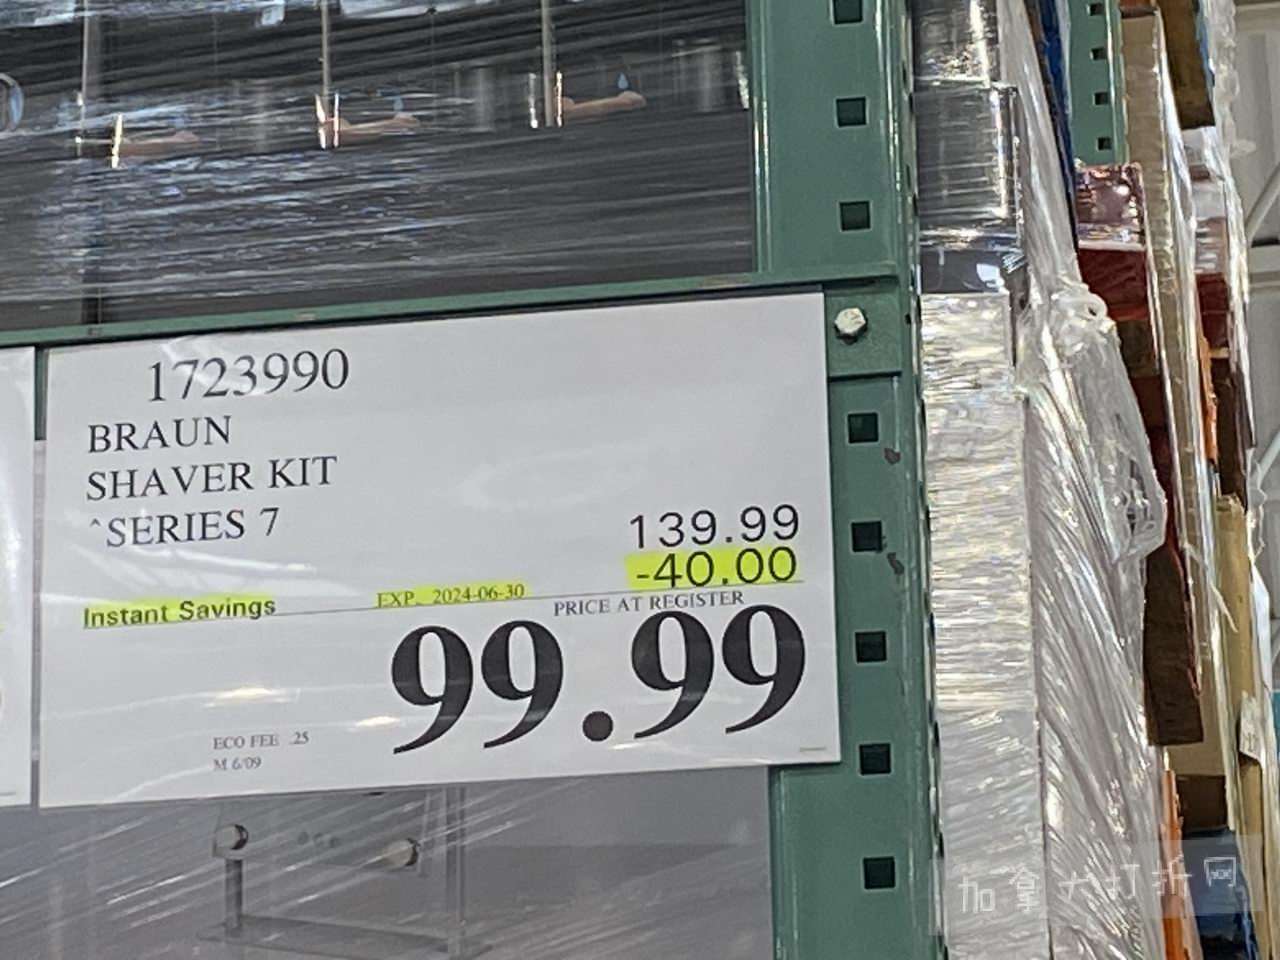 1723990
BRAUN
SHAVER KIT
^SERIES 7
139.99
-40.00
Instant Savings EXP. 2024-06-30 PRICE AT REGISTER
99.99
ECO FEE .25
M 6/09
加拿大打折网